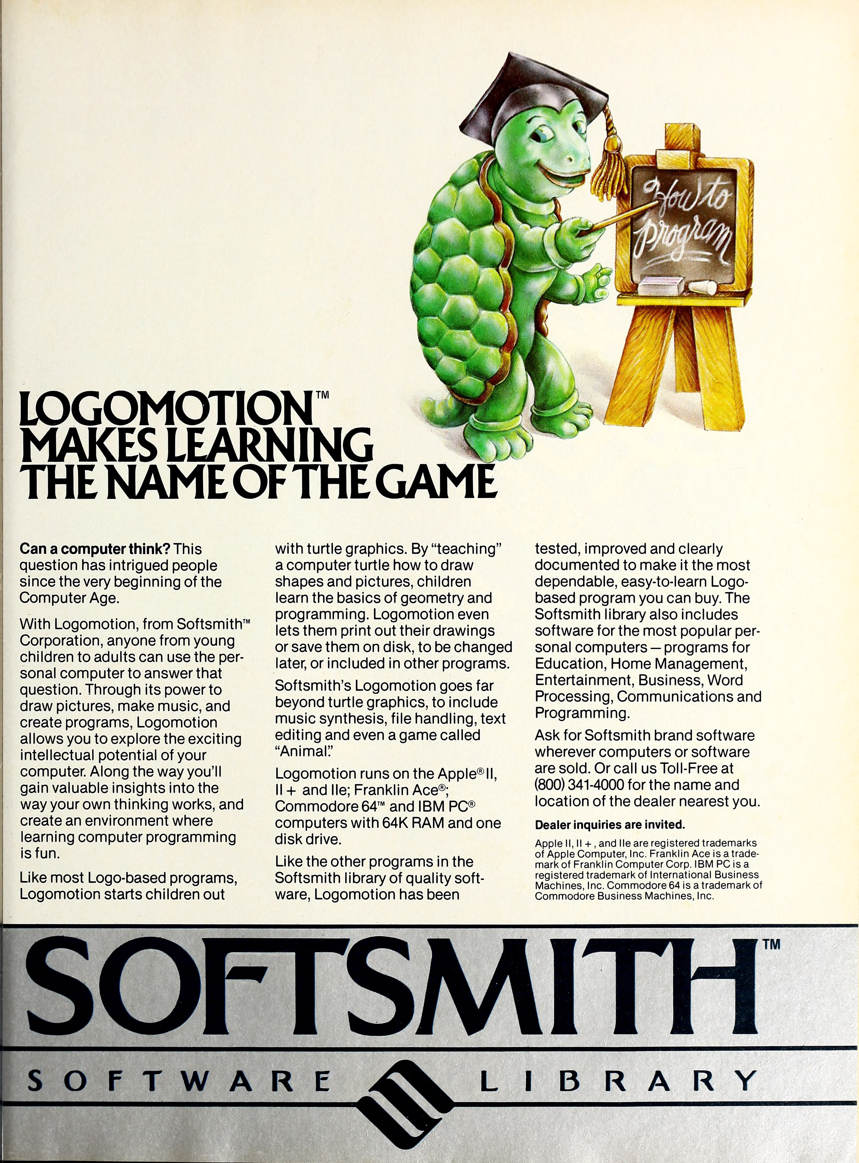 How to
program
LOGOMOTION™
MAKES LEARNING
THE NAME OF THE GAME
Can a computer think? This
question has intrigued people
since the very beginning of the
Computer Age.
With Logomotion, from Softsmith™
Corporation, anyone from young
children to adults can use the per-
sonal computer to answer that
question. Through its power to
draw pictures, make music, and
create programs, Logomotion
allows you to explore the exciting
intellectual potential of your
computer. Along the way you'll
gain valuable insights into the
way your own thinking works, and
create an environment where
learning computer programming
is fun.
Like most Logo-based programs,
Logomotion starts children out
with turtle graphics. By “teaching”
a computer turtle how to draw
shapes and pictures, children
learn the basics of geometry and
programming. Logomotion even
lets them print out their drawings
or save them on disk, to be changed
later, or included in other programs.
Softsmith's Logomotion goes far
beyond turtle graphics, to include
music synthesis, file handling, text
editing and even a game called
“Animal.”
Logomotion runs on the Apple® II,
II + and IIe; Franklin Ace®;
Commodore 64™ and IBM PC®
computers with 64K RAM and one
disk drive.
Like the other programs in the
Softsmith library of quality soft-
ware, Logomotion has been
tested, improved and clearly
documented to make it the most
dependable, easy-to-learn Logo-
based program you can buy. The
Softsmith library also includes
software for the most popular per-
sonal computers — programs for
Education, Home Management,
Entertainment, Business, Word
Processing, Communications and
Programming.
Ask for Softsmith brand software
wherever computers or software
are sold. Or call us Toll-Free at
(800) 341-4000 for the name and
location of the dealer nearest you.
Dealer inquiries are invited.
Apple II, II + , and IIe are registered trademarks
of Apple Computer, Inc. Franklin Ace is a trade-
mark of Franklin Computer Corp. IBM PC is a
registered trademark of International Business
Machines, Inc. Commodore 64 is a trademark of
Commodore Business Machines, Inc.
SOFTSMITH™
SOFTWARE LIBRARY